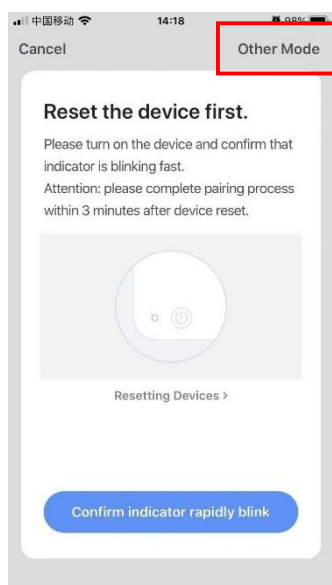 中国移动 14:18 98%
Cancel Other Mode
Reset the device first.
Please turn on the device and confirm that
indicator is blinking fast.
Attention: please complete pairing process
within 3 minutes after device reset.
Resetting Devices >
Confirm indicator rapidly blink